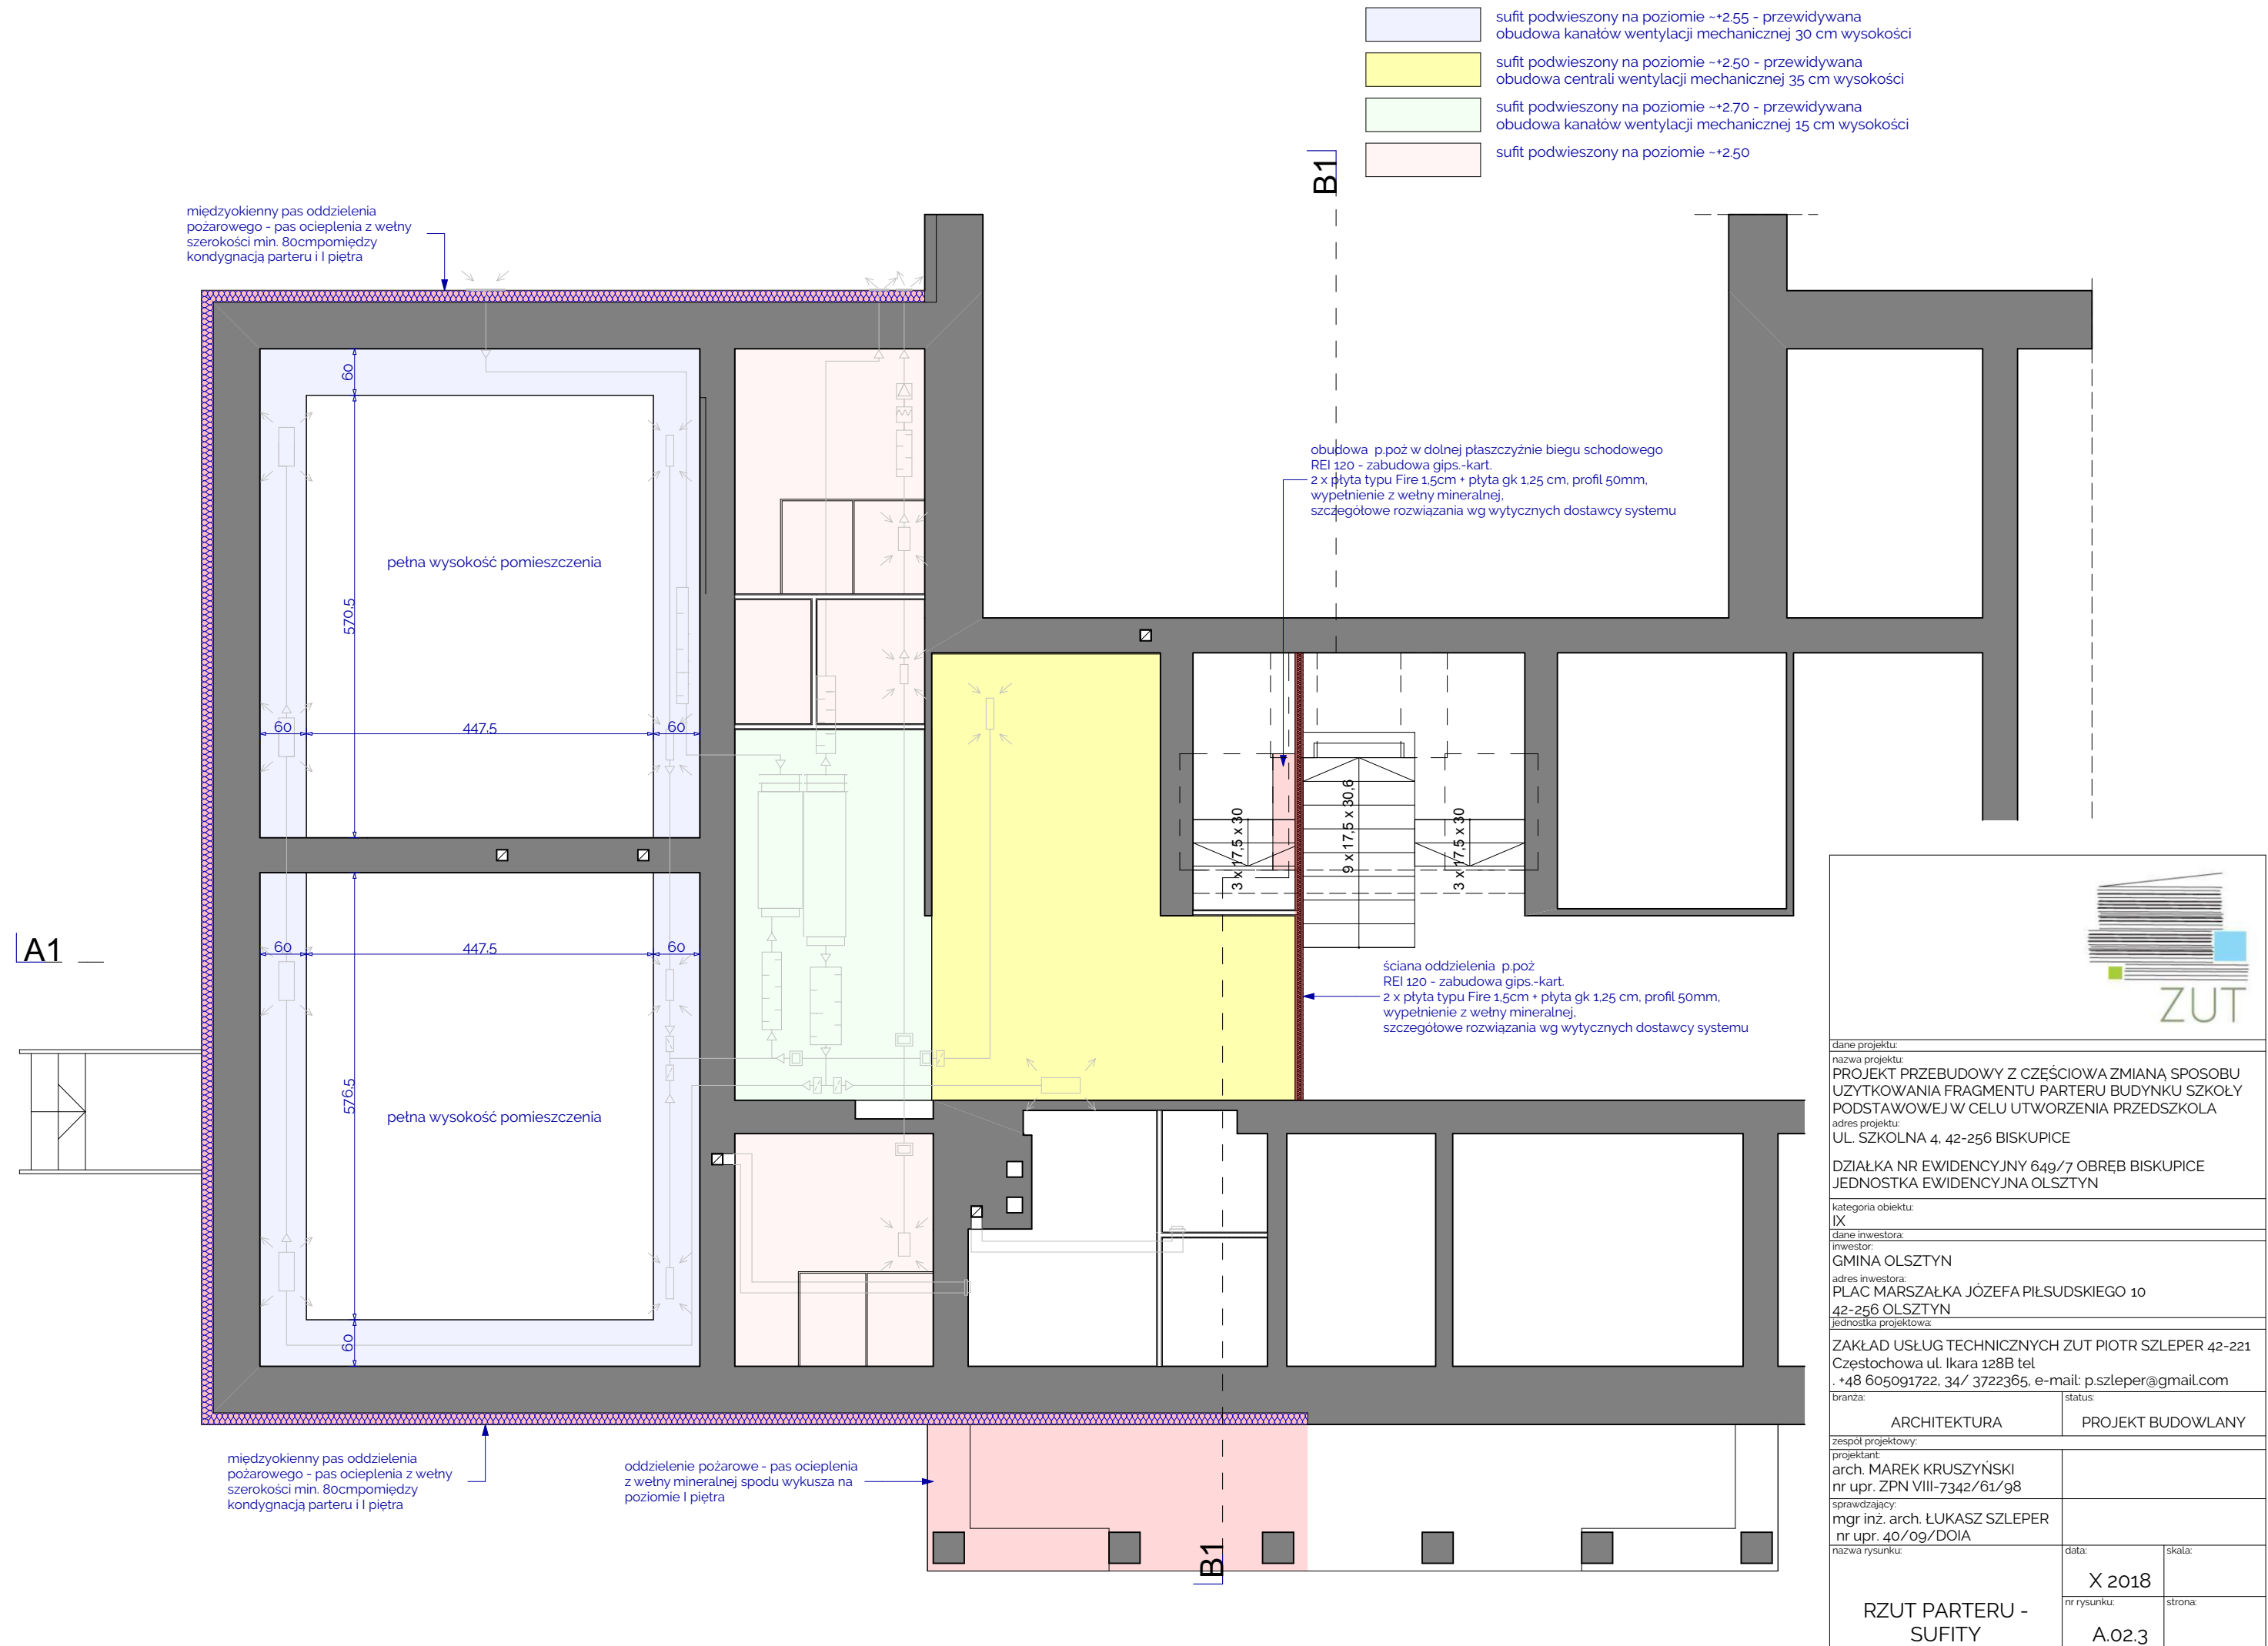 sufit podwieszony na poziomie ~+2.55 - przewidywana
obudowa kanałów wentylacji mechanicznej 30 cm wysokości
sufit podwieszony na poziomie ~+2.50 - przewidywana
obudowa centrali wentylacji mechanicznej 35 cm wysokości
sufit podwieszony na poziomie ~+2.70 - przewidywana
obudowa kanałów wentylacji mechanicznej 15 cm wysokości
sufit podwieszony na poziomie ~+2.50
B1
międzyokienny pas oddzielenia
pożarowego - pas ocieplenia z wełny
szerokości min. 80cmpomiędzy
kondygnacją parteru i I piętra
60
obudowa  p.poż w dolnej płaszczyźnie biegu schodowego
REI 120 - zabudowa gips.-kart.
2 x płyta typu Fire 1,5cm + płyta gk 1,25 cm, profil 50mm,
wypełnienie z wełny mineralnej,
szczegółowe rozwiązania wg wytycznych dostawcy systemu
pełna wysokość pomieszczenia
570.5
60
447.5
60
3 x 17,5 x 30
9 x 17,5 x 30,6
3 x 17,5 x 30
A1
60
447.5
60
ściana oddzielenia  p.poż
REI 120 - zabudowa gips.-kart.
2 x płyta typu Fire 1,5cm + płyta gk 1,25 cm, profil 50mm,
wypełnienie z wełny mineralnej,
szczegółowe rozwiązania wg wytycznych dostawcy systemu
576.5
pełna wysokość pomieszczenia
60
międzyokienny pas oddzielenia
pożarowego - pas ocieplenia z wełny
szerokości min. 80cmpomiędzy
kondygnacją parteru i I piętra
oddzielenie pożarowe - pas ocieplenia
z wełny mineralnej spodu wykusza na
poziomie I piętra
B1
ZUT
dane projektu:
nazwa projektu:
PROJEKT PRZEBUDOWY Z CZĘŚCIOWA ZMIANĄ SPOSOBU
UZYTKOWANIA FRAGMENTU PARTERU BUDYNKU SZKOŁY
PODSTAWOWEJ W CELU UTWORZENIA PRZEDSZKOLA
adres projektu:
UL. SZKOLNA 4, 42-256 BISKUPICE
DZIAŁKA NR EWIDENCYJNY 649/7 OBRĘB BISKUPICE
JEDNOSTKA EWIDENCYJNA OLSZTYN
kategoria obiektu:
IX
dane inwestora:
inwestor:
GMINA OLSZTYN
adres inwestora:
PLAC MARSZAŁKA JÓZEFA PIŁSUDSKIEGO 10
42-256 OLSZTYN
jednostka projektowa:
ZAKŁAD USŁUG TECHNICZNYCH ZUT PIOTR SZLEPER 42-221
Częstochowa ul. Ikara 128B tel
. +48 605091722, 34/ 3722365, e-mail: p.szleper@gmail.com
branża:
status:
ARCHITEKTURA
PROJEKT BUDOWLANY
zespół projektowy:
projektant:
arch. MAREK KRUSZYŃSKI
nr upr. ZPN VIII-7342/61/98
sprawdzający:
mgr inż. arch. ŁUKASZ SZLEPER
nr upr. 40/09/DOIA
nazwa rysunku:
data:
skala:
X 2018
nr rysunku:
strona:
RZUT PARTERU -
SUFITY
A.02.3